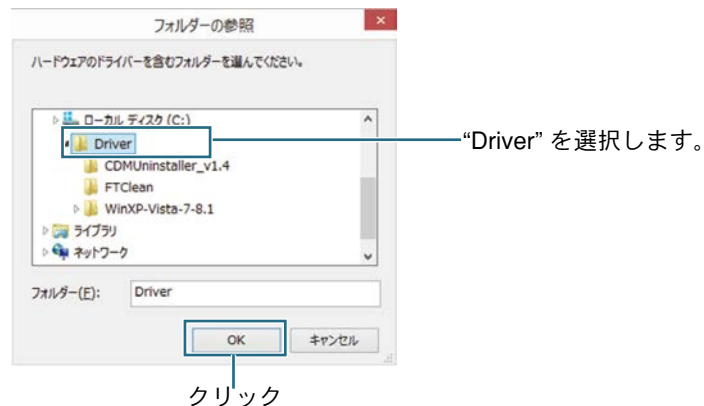 フォルダーの参照
ハードウェアのドライバーを含むフォルダーを選んでください。
ローカル ディスク (C:)
Driver
“Driver” を選択します。
CDMUninstaller_v1.4
FTClean
WinXP-Vista-7-8.1
ライブラリ
ネットワーク
フォルダー(F): Driver
OK キャンセル
クリック